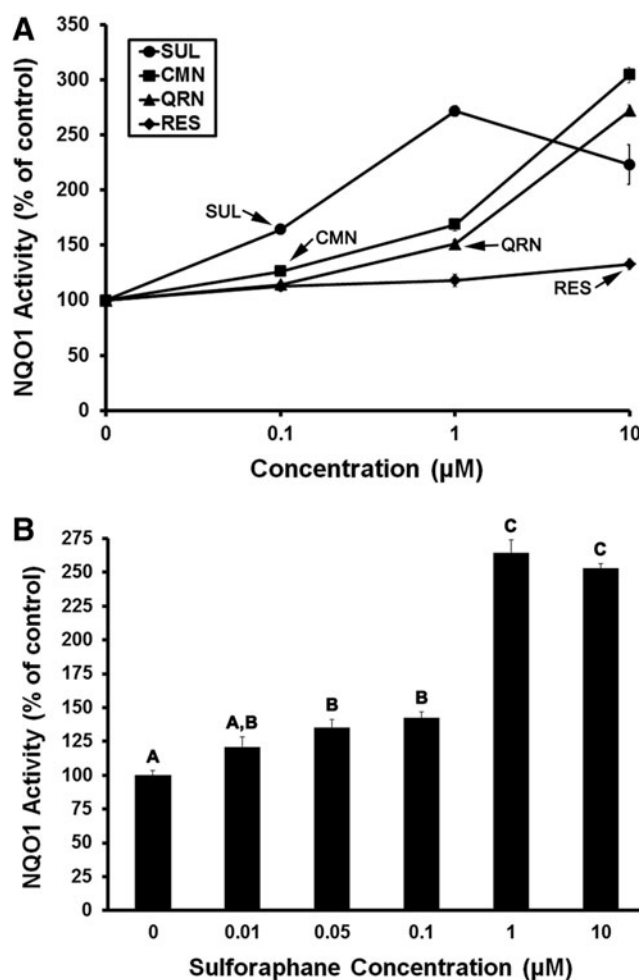 A
SUL
CMN
QRN
RES
NQO1 Activity (% of control)
350
300
250
200
150
100
50
0
SUL
CMN
QRN
RES
0 0.1 1 10
Concentration (µM)
B
NQO1 Activity (% of control)
275
250
225
200
175
150
125
100
75
50
25
0
A A,B B B C C
0 0.01 0.05 0.1 1 10
Sulforaphane Concentration (µM)